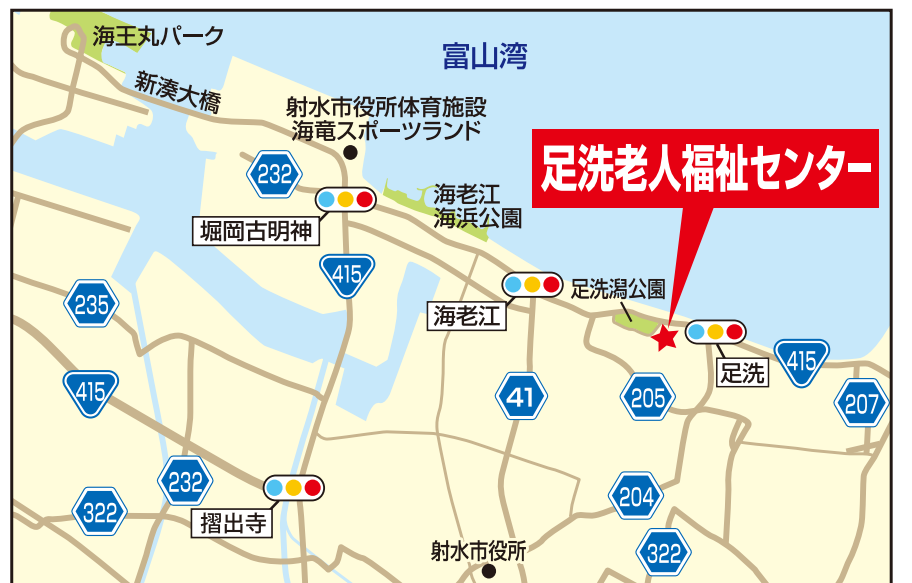 海王丸パーク
富山湾
新湊大橋
射水市役所体育施設
海竜スポーツランド
足洗老人福祉センター
232
海老江
海浜公園
堀岡古明神
415
足洗潟公園
235
海老江
足洗
415
415
41
205
207
232
204
322
摺出寺
射水市役所
322